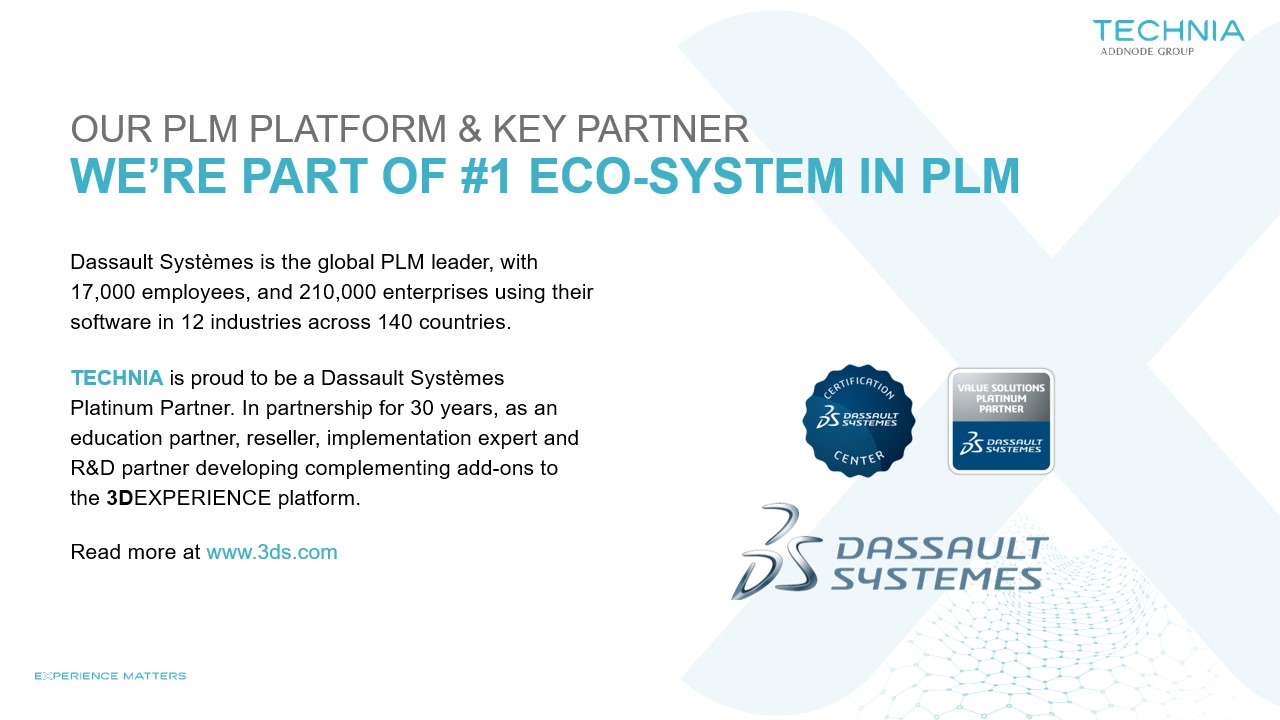 TECHNIA
ADDNODE GROUP
OUR PLM PLATFORM & KEY PARTNER
WE’RE PART OF #1 ECO-SYSTEM IN PLM
Dassault Systèmes is the global PLM leader, with
17,000 employees, and 210,000 enterprises using their
software in 12 industries across 140 countries.
TECHNIA is proud to be a Dassault Systèmes
Platinum Partner. In partnership for 30 years, as an
education partner, reseller, implementation expert and
R&D partner developing complementing add-ons to
the 3DEXPERIENCE platform.
Read more at www.3ds.com
CERTIFICATION
3DS DASSAULT
SYSTEMES
CENTER
VALUE SOLUTIONS
PLATINUM
PARTNER
3DS DASSAULT
SYSTEMES
3DS DASSAULT
SYSTEMES
EXPERIENCE MATTERS